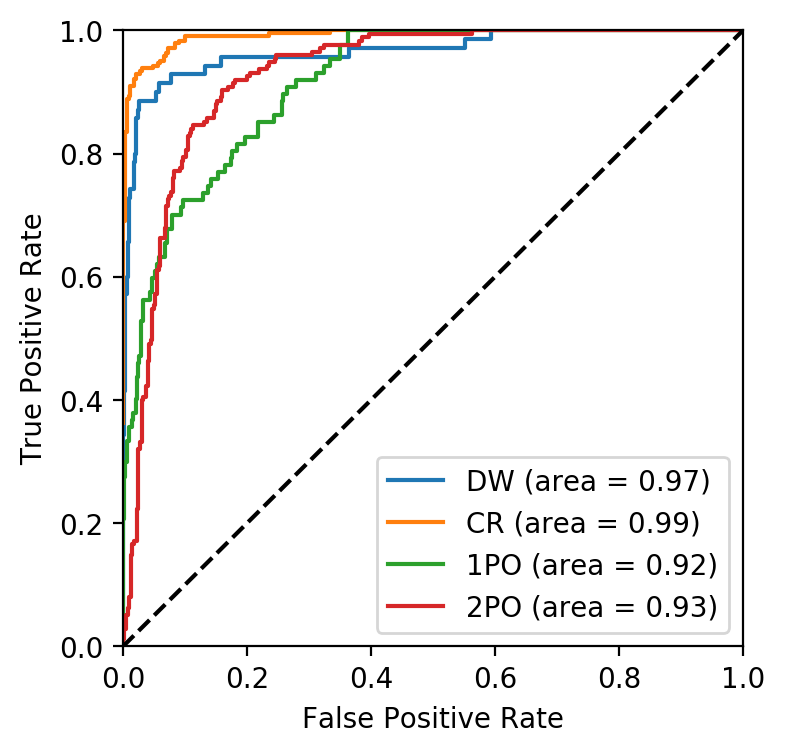 True Positive Rate
1.0
0.8
0.6
0.4
0.2
0.0
DW (area = 0.97)
CR (area = 0.99)
1PO (area = 0.92)
2PO (area = 0.93)
0.0 0.2 0.4 0.6 0.8 1.0
False Positive Rate